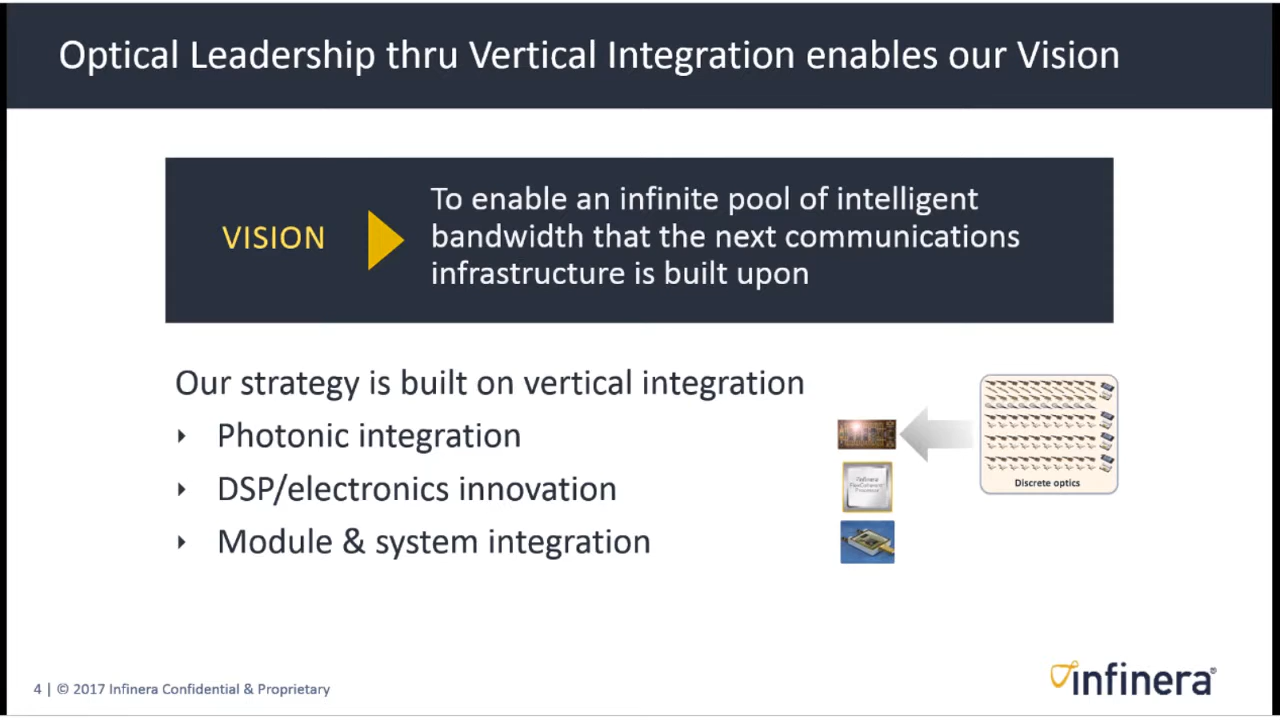 Optical Leadership thru Vertical Integration enables our Vision
VISION
To enable an infinite pool of intelligent
bandwidth that the next communications
infrastructure is built upon
Our strategy is built on vertical integration
Photonic integration
DSP/electronics innovation
Module & system integration
Discrete optics
4 | © 2017 Infinera Confidential & Proprietary
infinera®